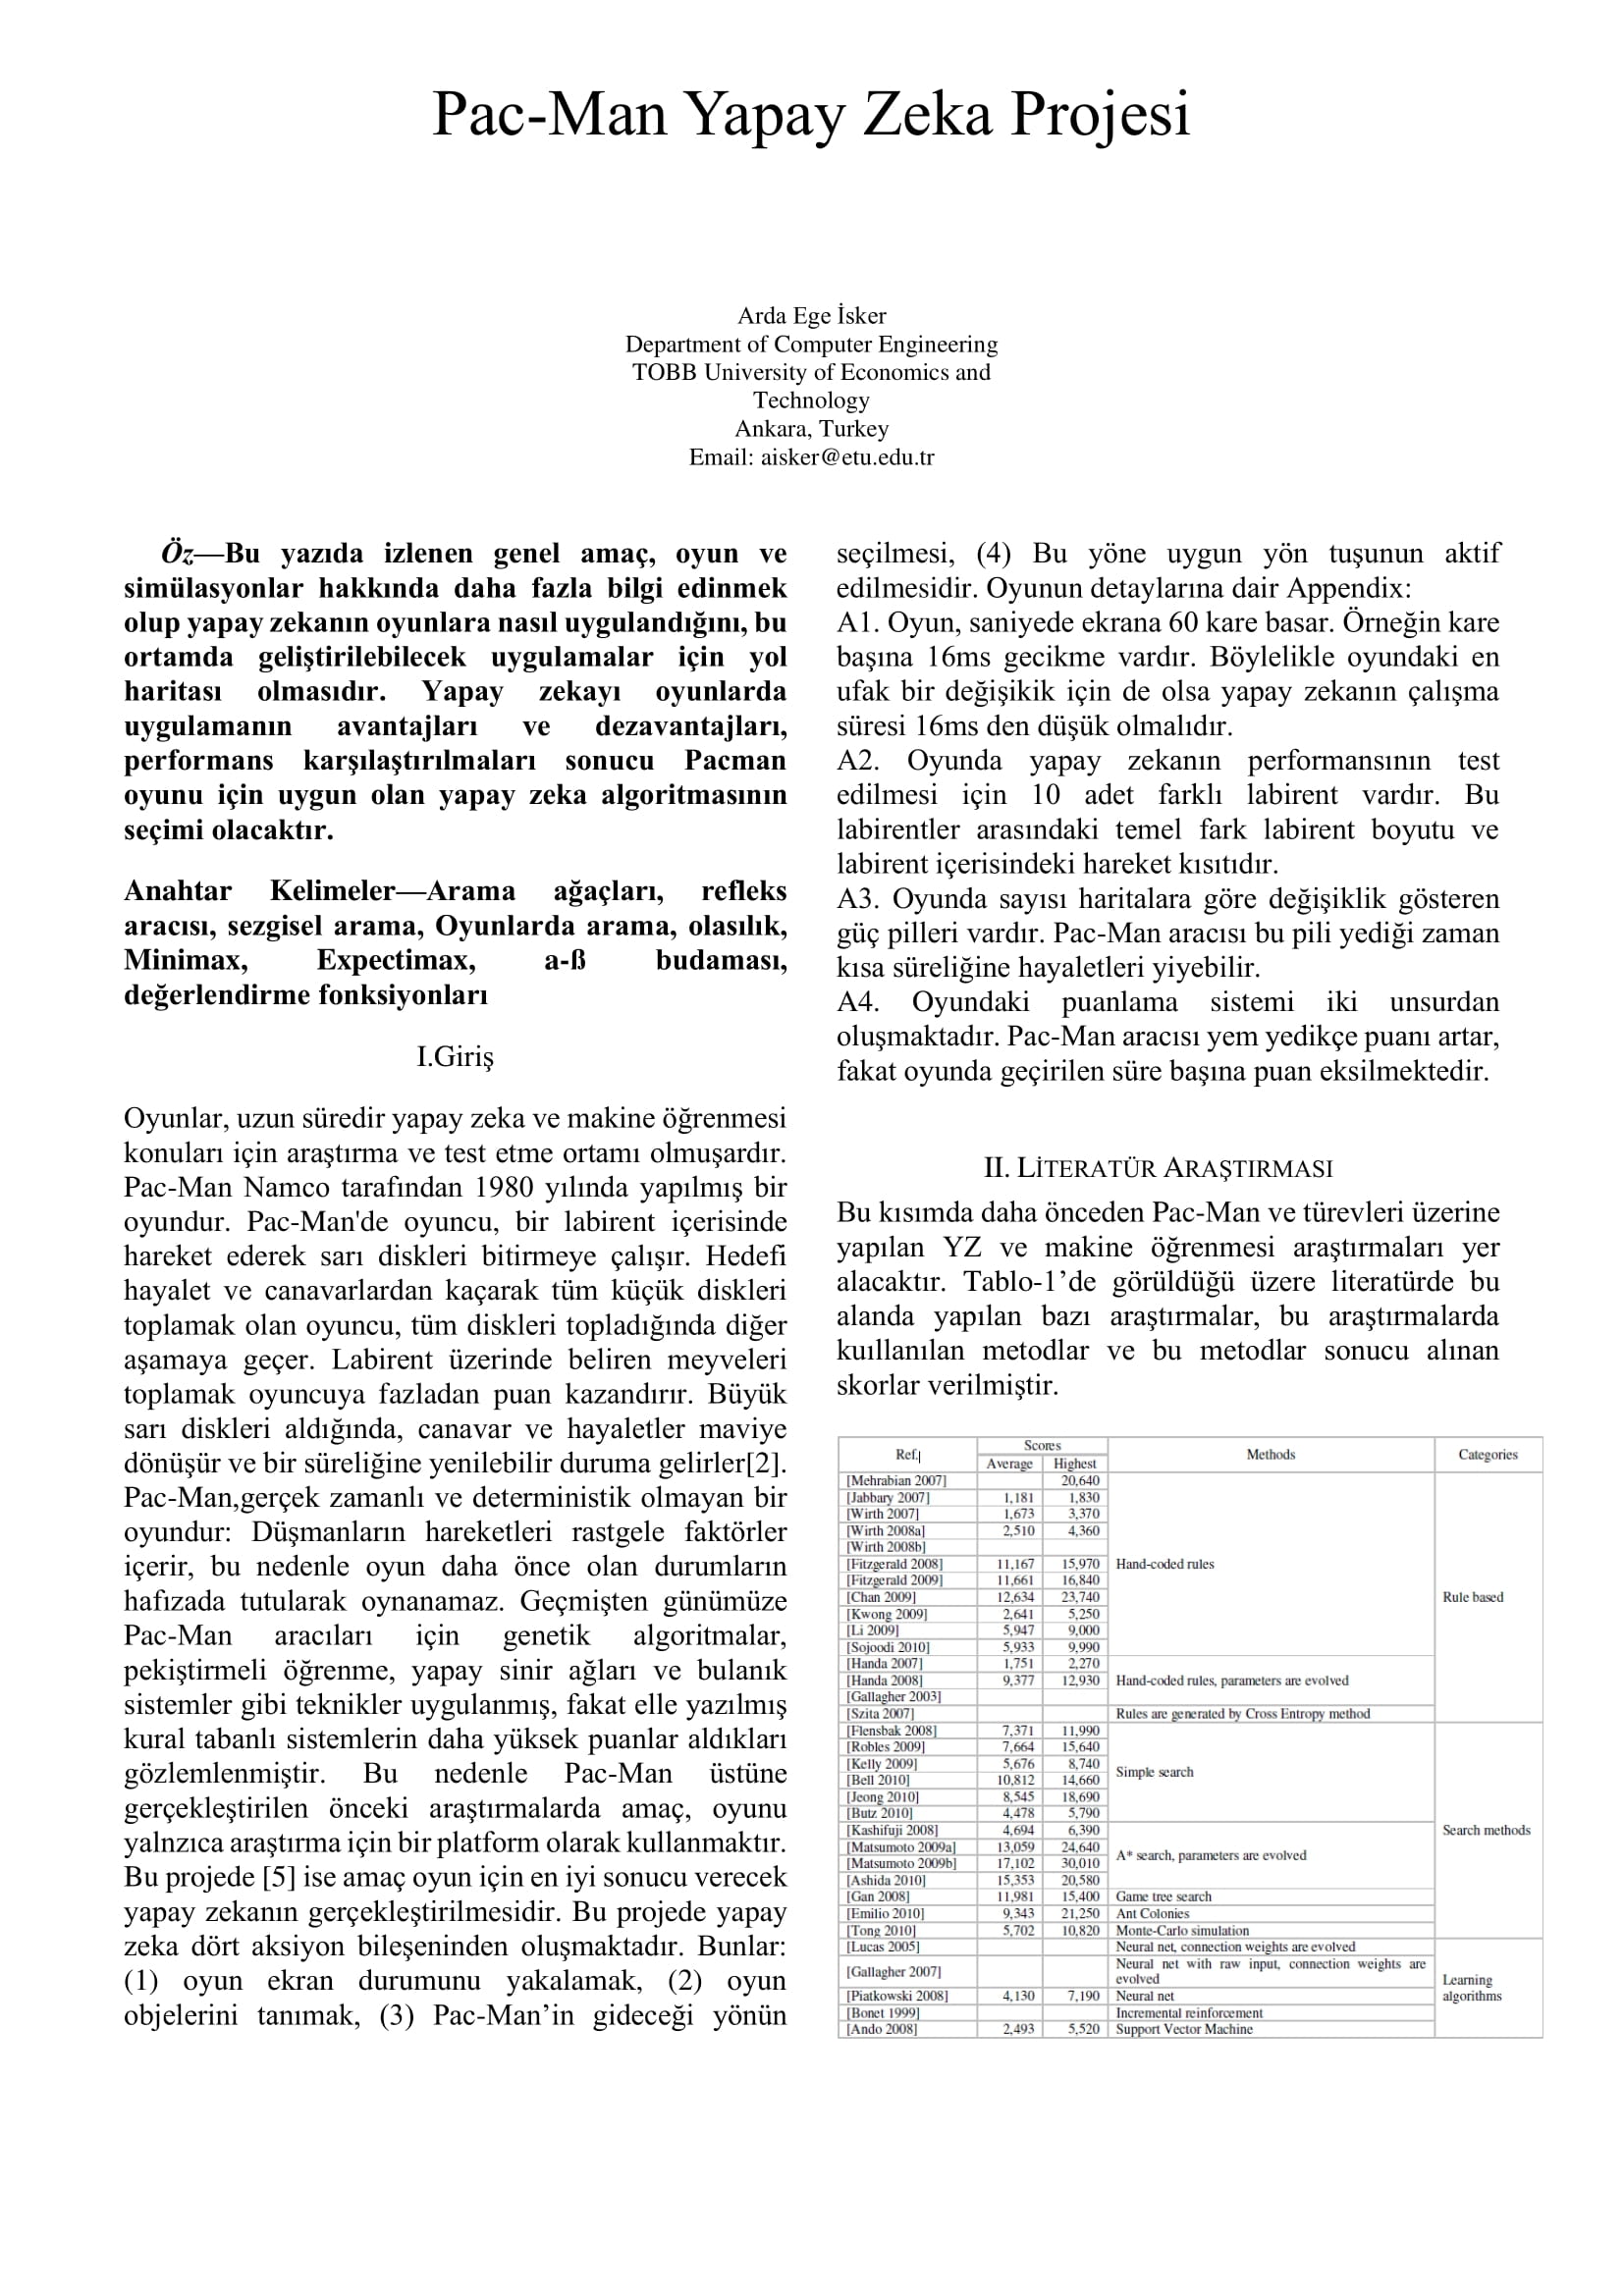 Pac-Man Yapay Zeka Projesi
Arda Ege İsker
Department of Computer Engineering
TOBB University of Economics and
Technology
Ankara, Turkey
Email: aisker@etu.edu.tr
Öz—Bu yazıda izlenen genel amaç, oyun ve
simülasyonlar hakkında daha fazla bilgi edinmek
olup yapay zekanın oyunlara nasıl uygulandığını, bu
ortamda geliştirilebilecek uygulamalar için yol
haritası olmasıdır. Yapay zekayı oyunlarda
uygulamanın avantajları ve dezavantajları,
performans karşılaştırılmaları sonucu Pacman
oyunu için uygun olan yapay zeka algoritmasının
seçimi olacaktır.
Anahtar Kelimeler—Arama ağaçları, refleks
aracısı, sezgisel arama, Oyunlarda arama, olasılık,
Minimax, Expectimax, a-ß budaması,
değerlendirme fonksiyonları
I.Giriş
Oyunlar, uzun süredir yapay zeka ve makine öğrenmesi
konuları için araştırma ve test etme ortamı olmuşardır.
Pac-Man Namco tarafından 1980 yılında yapılmış bir
oyundur. Pac-Man'de oyuncu, bir labirent içerisinde
hareket ederek sarı diskleri bitirmeye çalışır. Hedefi
hayalet ve canavarlardan kaçarak tüm küçük diskleri
toplamak olan oyuncu, tüm diskleri topladığında diğer
aşamaya geçer. Labirent üzerinde beliren meyveleri
toplamak oyuncuya fazladan puan kazandırır. Büyük
sarı diskleri aldığında, canavar ve hayaletler maviye
dönüşür ve bir süreliğine yenilebilir duruma gelirler[2].
Pac-Man,gerçek zamanlı ve deterministik olmayan bir
oyundur: Düşmanların hareketleri rastgele faktörler
içerir, bu nedenle oyun daha önce olan durumların
hafızada tutularak oynanamaz. Geçmişten günümüze
Pac-Man aracıları için genetik algoritmalar,
pekiştirmeli öğrenme, yapay sinir ağları ve bulanık
sistemler gibi teknikler uygulanmış, fakat elle yazılmış
kural tabanlı sistemlerin daha yüksek puanlar aldıkları
gözlemlenmiştir. Bu nedenle Pac-Man üstüne
gerçekleştirilen önceki araştırmalarda amaç, oyunu
yalnzıca araştırma için bir platform olarak kullanmaktır.
Bu projede [5] ise amaç oyun için en iyi sonucu verecek
yapay zekanın gerçekleştirilmesidir. Bu projede yapay
zeka dört aksiyon bileşeninden oluşmaktadır. Bunlar:
(1) oyun ekran durumunu yakalamak, (2) oyun
objelerini tanımak, (3) Pac-Man’in gideceği yönün
seçilmesi, (4) Bu yöne uygun yön tuşunun aktif
edilmesidir. Oyunun detaylarına dair Appendix:
A1. Oyun, saniyede ekrana 60 kare basar. Örneğin kare
başına 16ms gecikme vardır. Böylelikle oyundaki en
ufak bir değişikik için de olsa yapay zekanın çalışma
süresi 16ms den düşük olmalıdır.
A2. Oyunda yapay zekanın performansının test
edilmesi için 10 adet farklı labirent vardır. Bu
labirentler arasındaki temel fark labirent boyutu ve
labirent içerisindeki hareket kısıtıdır.
A3. Oyunda sayısı haritalara göre değişiklik gösteren
güç pilleri vardır. Pac-Man aracısı bu pili yediği zaman
kısa süreliğine hayaletleri yiyebilir.
A4. Oyundaki puanlama sistemi iki unsurdan
oluşmaktadır. Pac-Man aracısı yem yedikçe puanı artar,
fakat oyunda geçirilen süre başına puan eksilmektedir.
II. LİTERATÜR ARAŞTIRMASI
Bu kısımda daha önceden Pac-Man ve türevleri üzerine
yapılan YZ ve makine öğrenmesi araştırmaları yer
alacaktır. Tablo-1’de görüldüğü üzere literatürde bu
alanda yapılan bazı araştırmalar, bu araştırmalarda
kuıllanılan metodlar ve bu metodlar sonucu alınan
skorlar verilmiştir.
Ref. Scores Methods Categories
Average Highest
[Mehrabian 2007] 20,640
[Jabbary 2007] 1,181 1,830
[Wirth 2007] 1,673 3,370
[Wirth 2008a] 2,510 4,360
[Wirth 2008b]
[Fitzgerald 2008] 11,167 15,970 Hand-coded rules
[Fitzgerald 2009] 11,661 16,840
[Chan 2009] 12,634 23,740 Rule based
[Kwong 2009] 2,641 5,250
[Li 2009] 5,947 9,000
[Sojoodi 2010] 5,933 9,990
[Handa 2007] 1,751 2,270
[Handa 2008] 9,377 12,930 Hand-coded rules, parameters are evolved
[Gallagher 2003]
[Szita 2007] Rules are generated by Cross Entropy method
[Flensbak 2008] 7,371 11,990
[Robles 2009] 7,664 15,640
[Kelly 2009] 5,676 8,740 Simple search
[Bell 2010] 10,812 14,660
[Jeong 2010] 8,545 18,690
[Butz 2010] 4,478 5,790
[Kashifuji 2008] 4,694 6,390 Search methods
[Matsumoto 2009a] 13,059 24,640 A* search, parameters are evolved
[Matsumoto 2009b] 17,102 30,010
[Ashida 2010] 15,353 20,580
[Gan 2008] 11,981 15,400 Game tree search
[Emilio 2010] 9,343 21,250 Ant Colonies
[Tong 2010] 5,702 10,820 Monte-Carlo simulation
[Lucas 2005] Neural net, connection weights are evolved
[Gallagher 2007] Neural net with raw input, connection weights are
evolved Learning
[Piatkowski 2008] 4,130 7,190 Neural net algorithms
[Bonet 1999] Incremental reinforcement
[Ando 2008] 2,493 5,520 Support Vector Machine